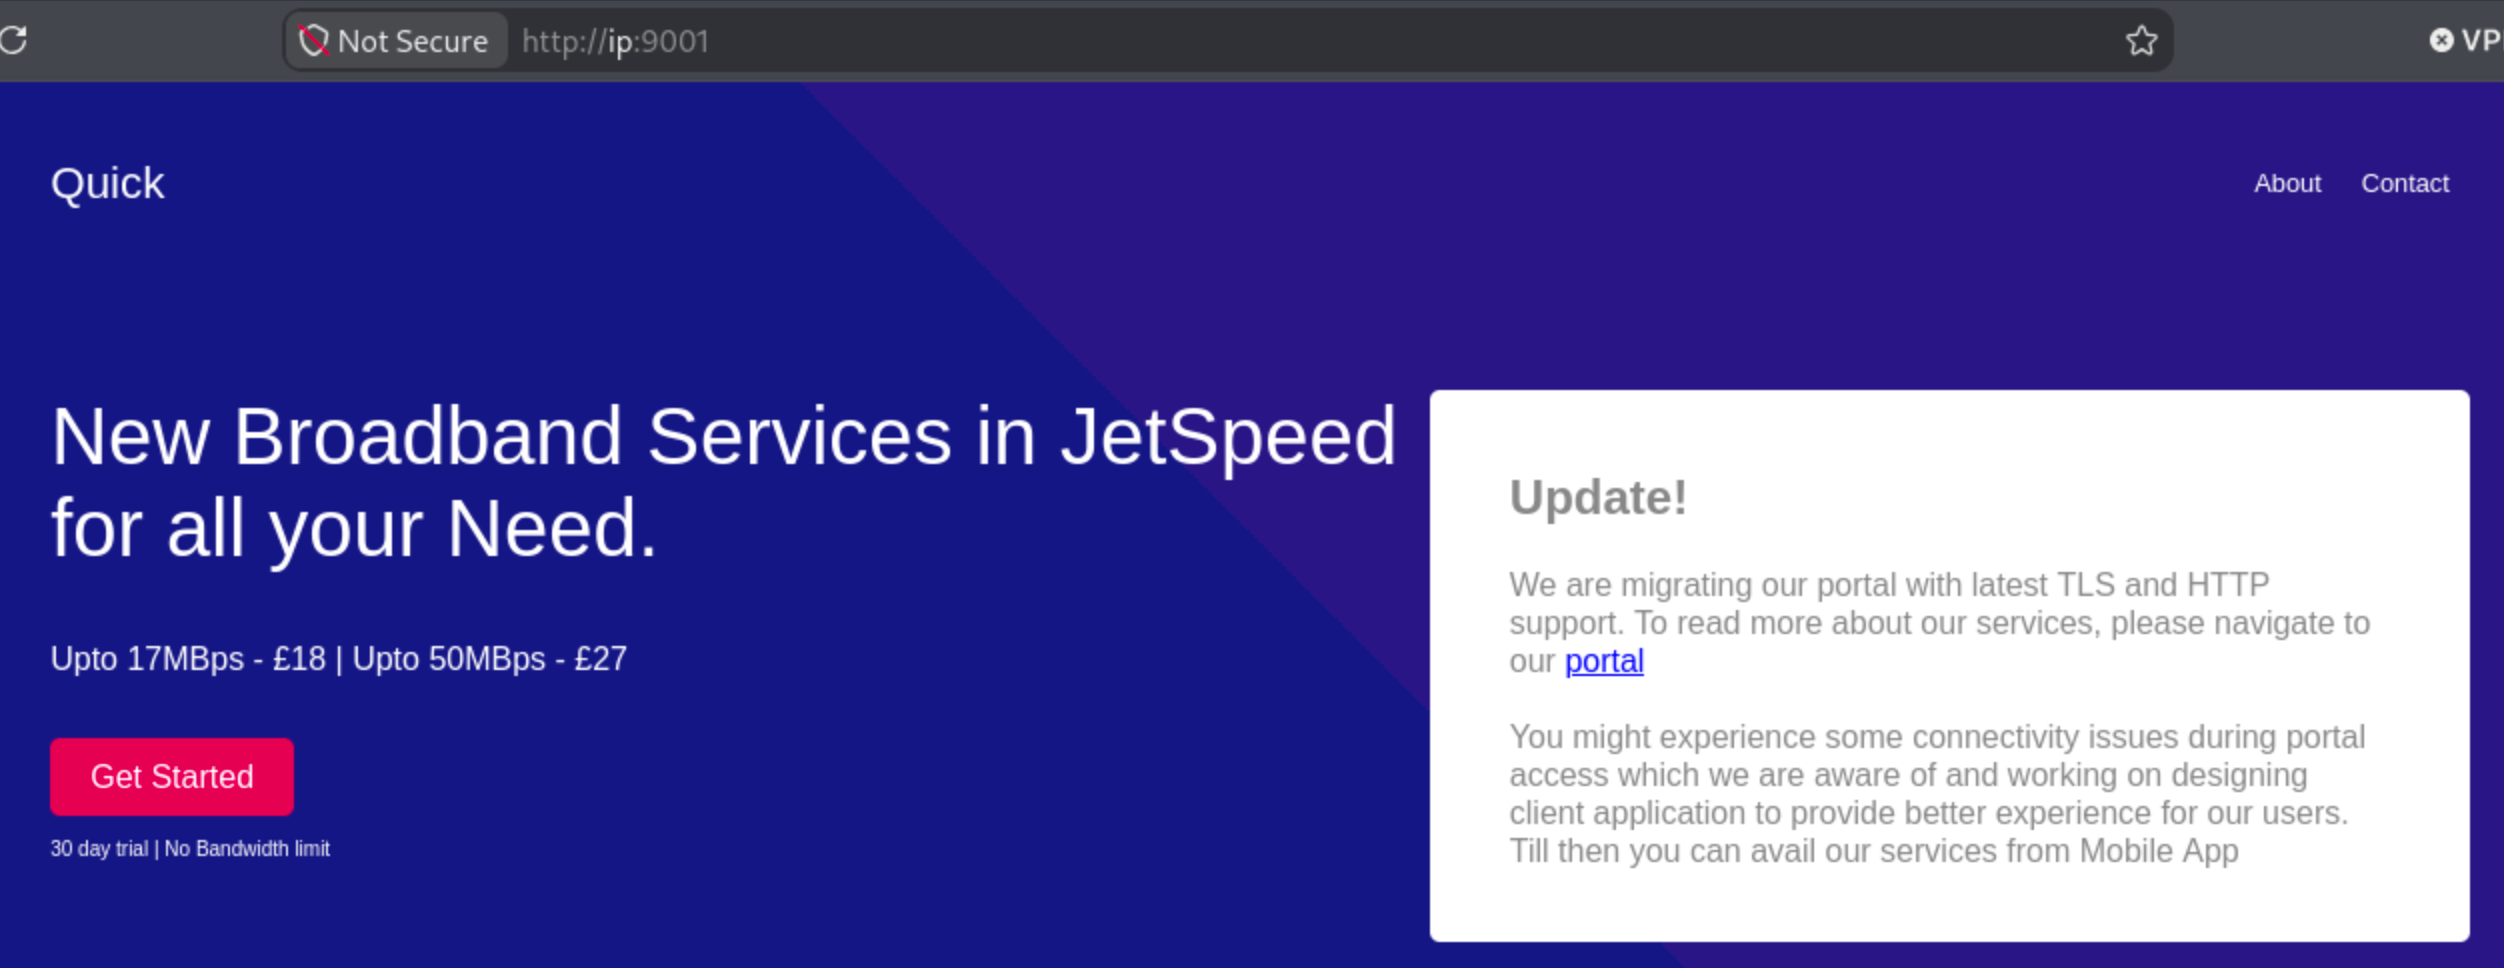 Not Secure http://ip:9001
Quick
About Contact
New Broadband Services in JetSpeed
for all your Need.
Upto 17MBps - £18 | Upto 50MBps - £27
Get Started
30 day trial | No Bandwidth limit
Update!
We are migrating our portal with latest TLS and HTTP
support. To read more about our services, please navigate to
our portal
You might experience some connectivity issues during portal
access which we are aware of and working on designing
client application to provide better experience for our users.
Till then you can avail our services from Mobile App